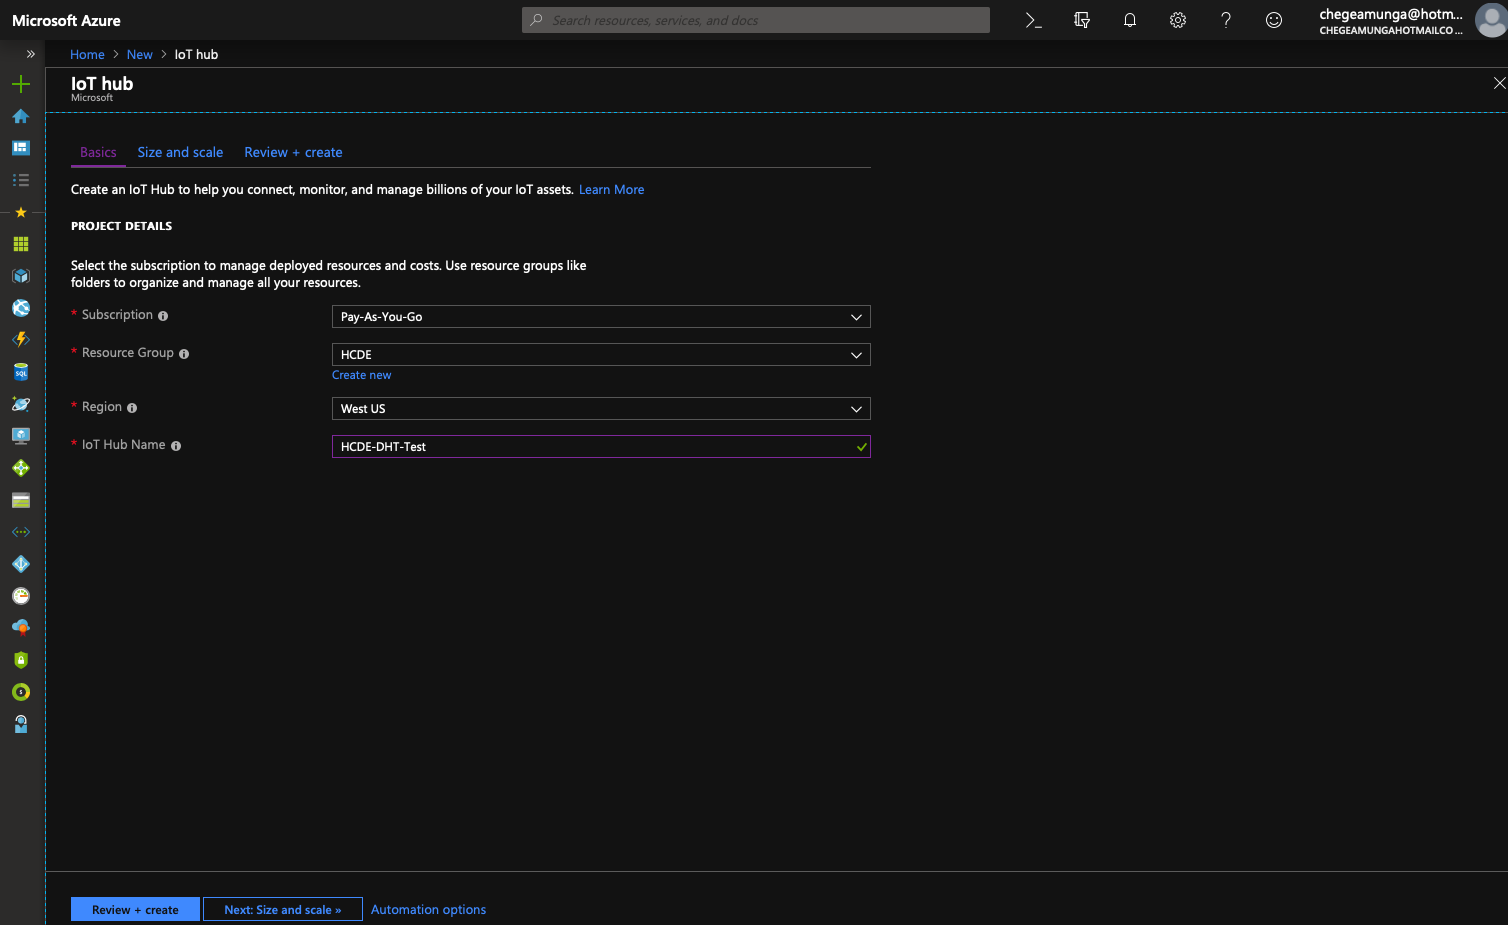 Microsoft Azure
Search resources, services, and docs
chegeamunga@hotm...
CHEGEAMUNGAHOTMAILCO ...
Home > New > IoT hub
IoT hub
Microsoft
Basics Size and scale Review + create
Create an IoT Hub to help you connect, monitor, and manage billions of your IoT assets. Learn More
PROJECT DETAILS
Select the subscription to manage deployed resources and costs. Use resource groups like
folders to organize and manage all your resources.
* Subscription Pay-As-You-Go
* Resource Group HCDE
Create new
* Region West US
* IoT Hub Name HCDE-DHT-Test
Review + create Next: Size and scale » Automation options